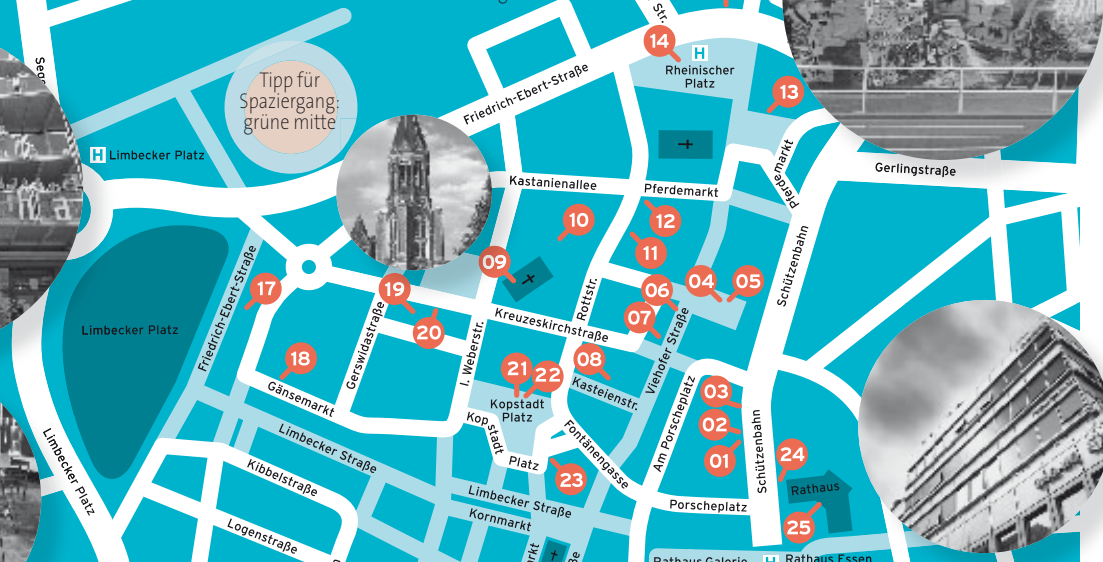 Str.
14
H
Rheinischer
Platz
13
Tipp für
Spaziergang:
grüne mitte
Friedrich-Ebert-Straße
H Limbecker Platz
Pferdemarkt
Gerlingstraße
Kastanienallee
Pferdemarkt
10
12
11
09
Schützenbahn
Friedrich-Ebert-Straße
17
19
Rottstr.
06
04
05
07
Limbecker Platz
20
Kreuzeskirchstraße
Gerswidastraße
I. Weberstr.
Viehofer Straße
18
21
22
08
Kasteienstr.
Gänsemarkt
Kopstadt
Platz
03
02
01
Am Porscheplatz
Schützenbahn
Kopstadt
Platz
Fontänengasse
23
24
Limbecker Straße
Limbecker Platz
Kibbelstraße
Limbecker Straße
Kornmarkt
Porscheplatz
Rathaus
25
Logenstraße
Rathaus Galerie
H Rathaus Essen